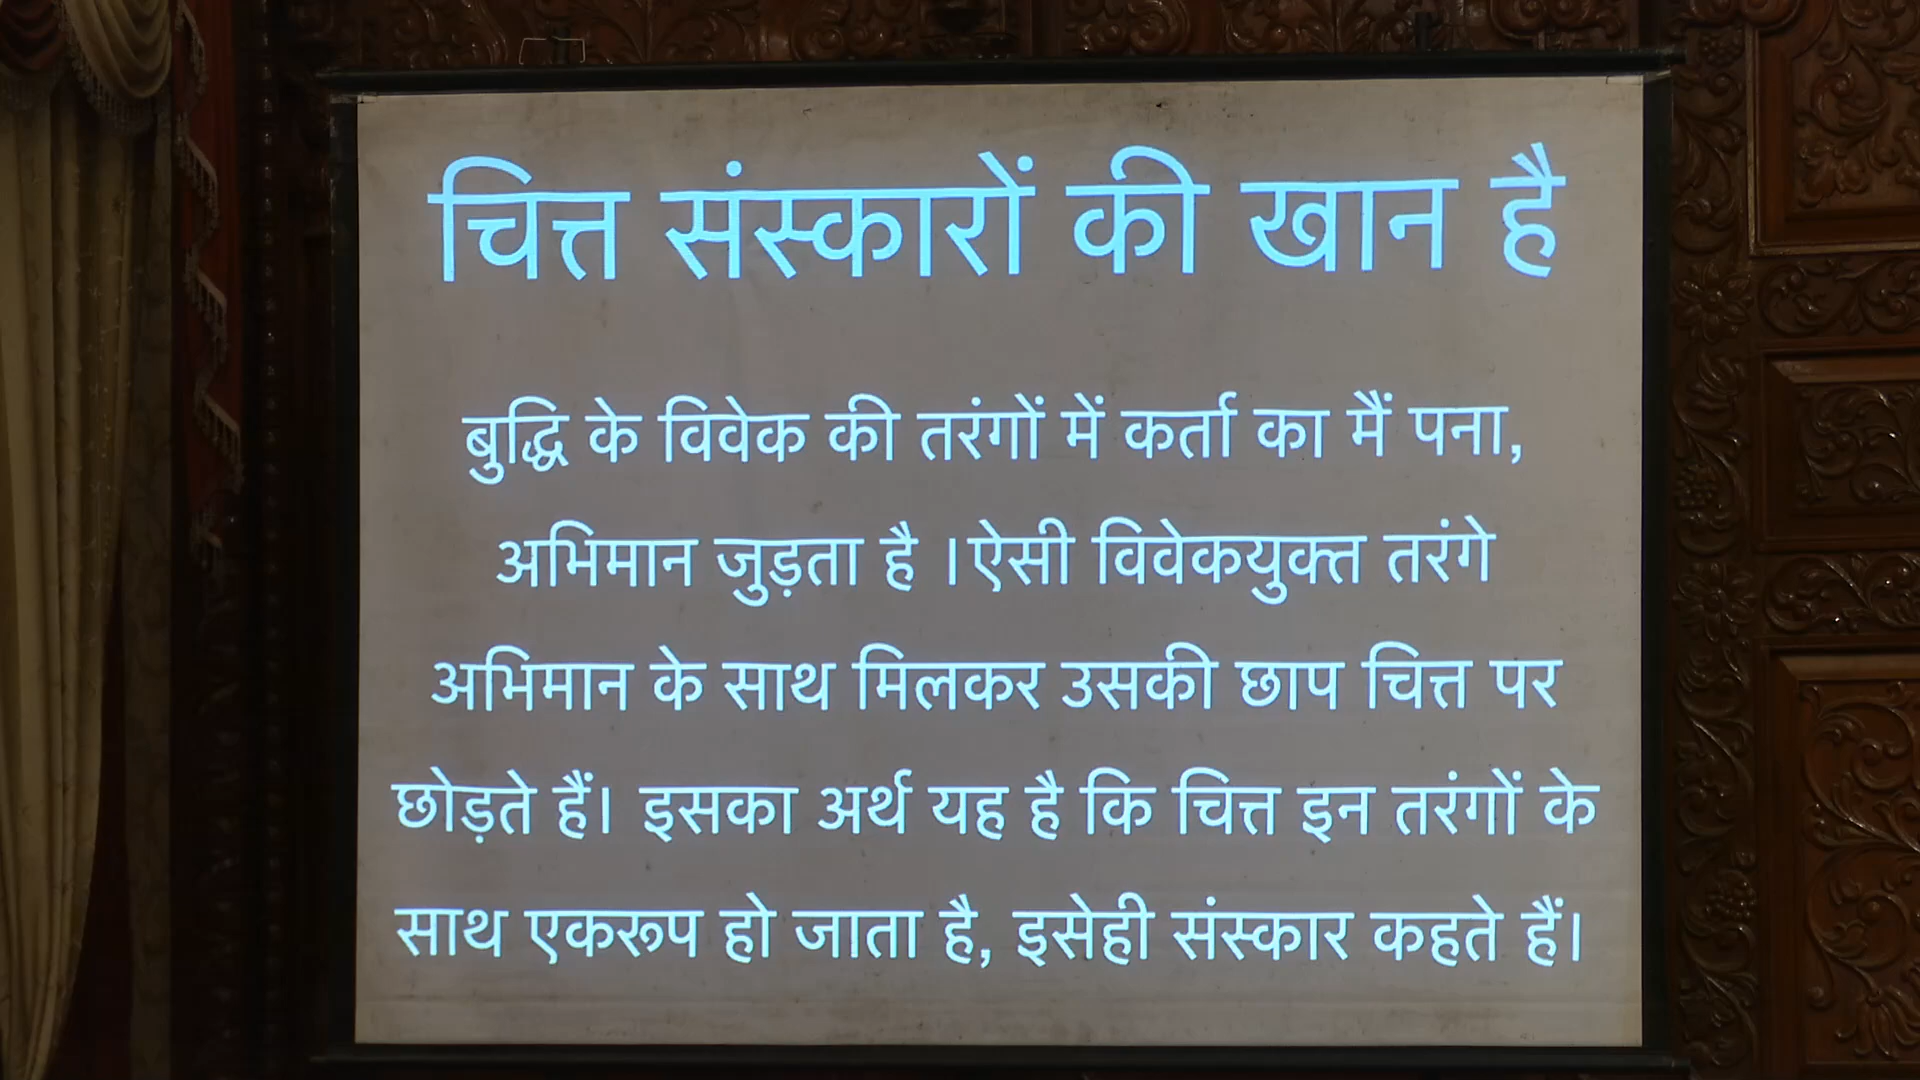 चित्त संस्कारों की खान है
बुद्धि के विवेक की तरंगों में कर्ता का मैं पना,
अभिमान जुड़ता है ।ऐसी विवेकयुक्त तरंगे
अभिमान के साथ मिलकर उसकी छाप चित्त पर
छोड़ते हैं। इसका अर्थ यह है कि चित्त इन तरंगों के
साथ एकरूप हो जाता है, इसेही संस्कार कहते हैं।